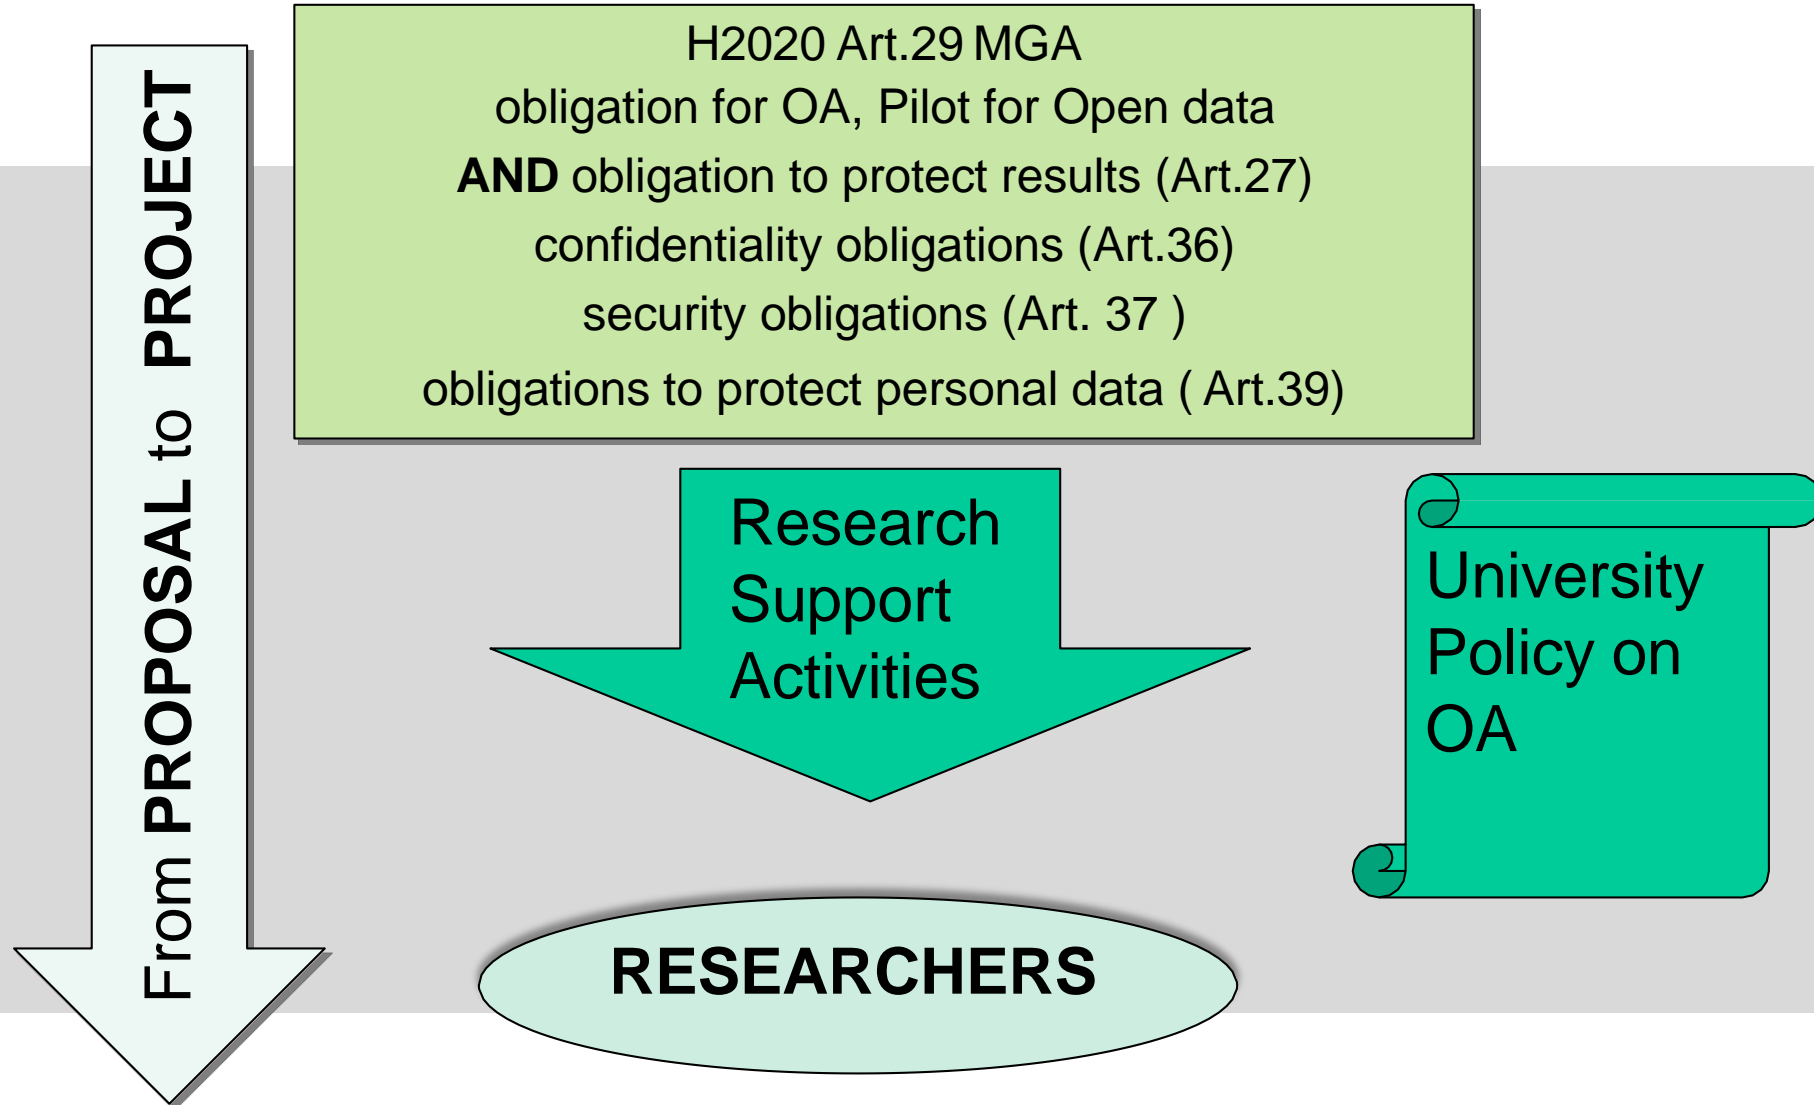 From PROPOSAL to PROJECT
H2020 Art.29 MGA
obligation for OA, Pilot for Open data
AND obligation to protect results (Art.27)
confidentiality obligations (Art.36)
security obligations (Art. 37 )
obligations to protect personal data ( Art.39)
Research
Support
Activities
University
Policy on
OA
RESEARCHERS